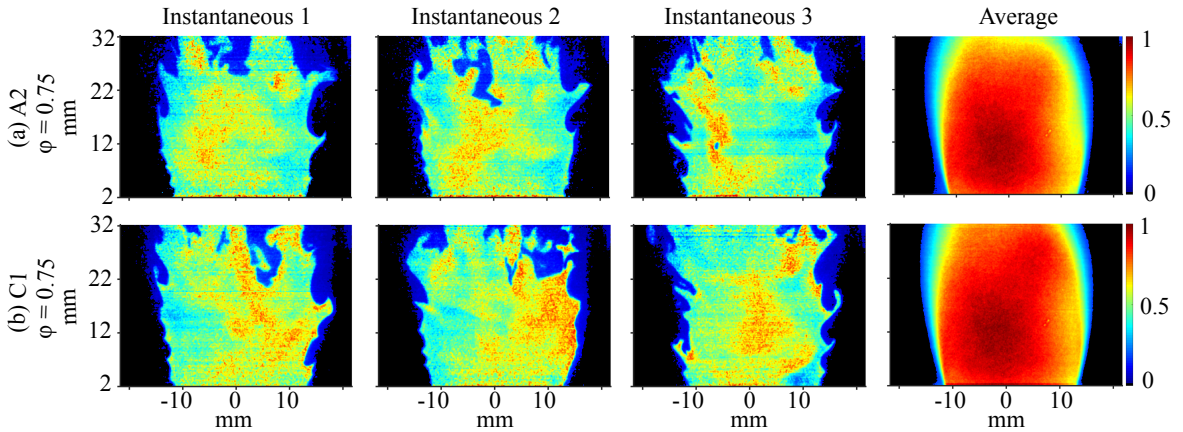 Instantaneous 1 Instantaneous 2 Instantaneous 3 Average
(a) A2
φ = 0.75
mm
32
22
12
2
1
0.5
0
(b) C1
φ = 0.75
mm
32
22
12
2
1
0.5
0
-10 0 10 -10 0 10 -10 0 10 -10 0 10
mm mm mm mm